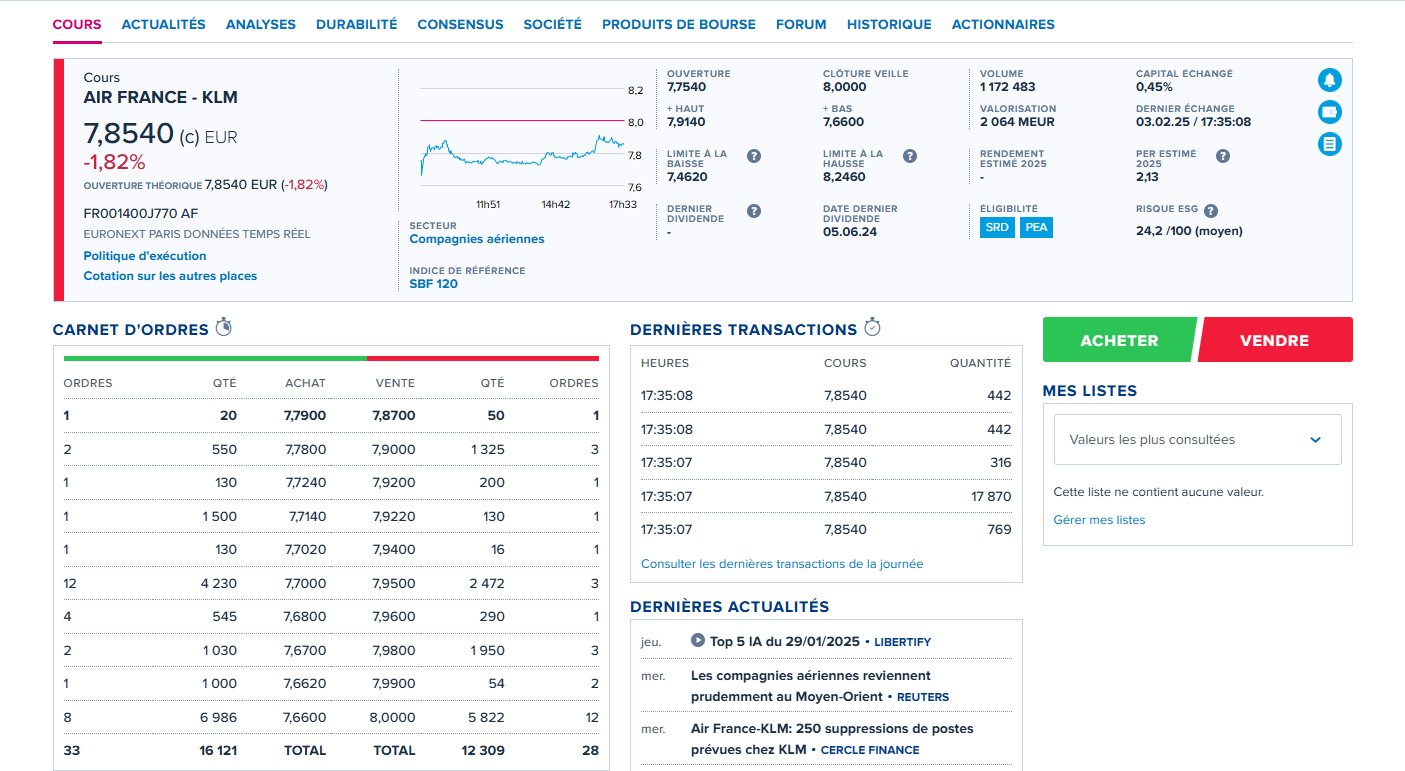 COURS ACTUALITÉS ANALYSES DURABILITÉ CONSENSUS SOCIÉTÉ PRODUITS DE BOURSE FORUM HISTORIQUE ACTIONNAIRES
Cours
AIR FRANCE - KLM
7,8540 (c) EUR
-1,82%
OUVERTURE THÉORIQUE 7,8540 EUR (-1,82%)
FR001400J770 AF
EURONEXT PARIS DONNÉES TEMPS RÉEL
Politique d'exécution
Cotation sur les autres places
8,2
8,0
7,8
7,6
11h51 14h42 17h33
SECTEUR
Compagnies aériennes
INDICE DE RÉFÉRENCE
SBF 120
OUVERTURE
7,7540
CLÔTURE VEILLE
8,0000
VOLUME
1 172 483
CAPITAL ÉCHANGÉ
0,45%
+ HAUT
7,9140
+ BAS
7,6600
VALORISATION
2 064 MEUR
DERNIER ÉCHANGE
03.02.25 / 17:35:08
LIMITE À LA
BAISSE
?
7,4620
LIMITE À LA
HAUSSE
?
8,2460
RENDEMENT
ESTIMÉ 2025
-
PER ESTIMÉ
2025
?
2,13
DERNIER
DIVIDENDE
?
-
DATE DERNIER
DIVIDENDE
05.06.24
ÉLIGIBILITÉ
SRD PEA
RISQUE ESG ?
24,2 /100 (moyen)
CARNET D'ORDRES
ORDRES QTÉ ACHAT VENTE QTÉ ORDRES
1 20 7,7900 7,8700 50 1
2 550 7,7800 7,9000 1 325 3
1 130 7,7240 7,9200 200 1
1 1 500 7,7140 7,9220 130 1
1 130 7,7020 7,9400 16 1
12 4 230 7,7000 7,9500 2 472 3
4 545 7,6800 7,9600 290 1
2 1 030 7,6700 7,9800 1 950 3
1 1 000 7,6620 7,9900 54 2
8 6 986 7,6600 8,0000 5 822 12
33 16 121 TOTAL TOTAL 12 309 28
DERNIÈRES TRANSACTIONS
HEURES COURS QUANTITÉ
17:35:08 7,8540 442
17:35:08 7,8540 442
17:35:07 7,8540 316
17:35:07 7,8540 17 870
17:35:07 7,8540 769
Consulter les dernières transactions de la journée
DERNIÈRES ACTUALITÉS
jeu. Top 5 IA du 29/01/2025 • LIBERTIFY
mer. Les compagnies aériennes reviennent
prudemment au Moyen-Orient • REUTERS
mer. Air France-KLM: 250 suppressions de postes
prévues chez KLM • CERCLE FINANCE
ACHETER VENDRE
MES LISTES
Valeurs les plus consultées
Cette liste ne contient aucune valeur.
Gérer mes listes